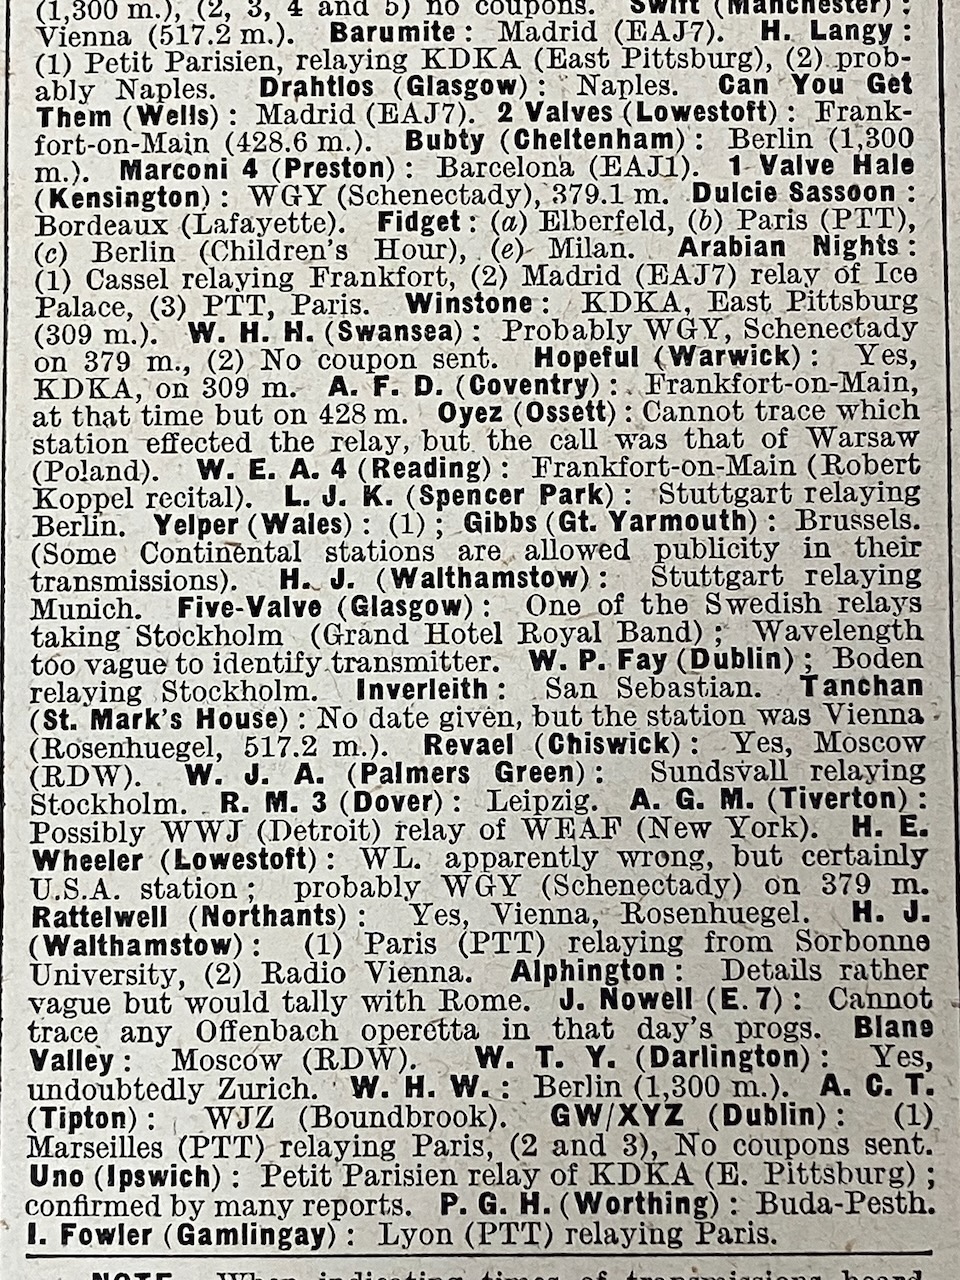 (1,300 m.), (2, 3, 4 and 5) no coupons. Swift (Manchester) :
Vienna (517.2 m.). Barumite : Madrid (EAJ7). H. Langy :
(1) Petit Parisien, relaying KDKA (East Pittsburg), (2) prob-
ably Naples. Drahtlos (Glasgow) : Naples. Can You Get
Them (Wells) : Madrid (EAJ7). 2 Valves (Lowestoft) : Frank-
fort-on-Main (428.6 m.). Bubty (Cheltenham) : Berlin (1,300
m.). Marconi 4 (Preston) : Barcelona (EAJ1). 1 Valve Hale
(Kensington) : WGY (Schenectady), 379.1 m. Dulcie Sassoon :
Bordeaux (Lafayette). Fidget : (a) Elberfeld, (b) Paris (PTT),
(c) Berlin (Children's Hour), (e) Milan. Arabian Nights :
(1) Cassel relaying Frankfort, (2) Madrid (EAJ7) relay of Ice
Palace, (3) PTT, Paris. Winstone : KDKA, East Pittsburg
(309 m.). W. H. H. (Swansea) : Probably WGY, Schenectady
on 379 m., (2) No coupon sent. Hopeful (Warwick) : Yes,
KDKA, on 309 m. A. F. D. (Coventry) : Frankfort-on-Main,
at that time but on 428 m. Oyez (Ossett) : Cannot trace which
station effected the relay, but the call was that of Warsaw
(Poland). W. E. A. 4 (Reading) : Frankfort-on-Main (Robert
Koppel recital). L. J. K. (Spencer Park) : Stuttgart relaying
Berlin. Yelper (Wales) : (1) ; Gibbs (Gt. Yarmouth) : Brussels.
(Some Continental stations are allowed publicity in their
transmissions). H. J. (Walthamstow) : Stuttgart relaying
Munich. Five-Valve (Glasgow) : One of the Swedish relays
taking Stockholm (Grand Hotel Royal Band) ; Wavelength
too vague to identify transmitter. W. P. Fay (Dublin) ; Boden
relaying Stockholm. Inverleith : San Sebastian. Tanchan
(St. Mark's House) : No date given, but the station was Vienna
(Rosenhuegel, 517.2 m.). Revael (Chiswick) : Yes, Moscow
(RDW). W. J. A. (Palmers Green) : Sundsvall relaying
Stockholm. R. M. 3 (Dover) : Leipzig. A. G. M. (Tiverton) :
Possibly WWJ (Detroit) relay of WEAF (New York). H. E.
Wheeler (Lowestoft) : WL. apparently wrong, but certainly
U.S.A. station ; probably WGY (Schenectady) on 379 m.
Rattelwell (Northants) : Yes, Vienna, Rosenhuegel. H. J.
(Walthamstow) : (1) Paris (PTT) relaying from Sorbonne
University, (2) Radio Vienna. Alphington : Details rather
vague but would tally with Rome. J. Nowell (E. 7) : Cannot
trace any Offenbach operetta in that day's progs. Blane
Valley : Moscow (RDW). W. T. Y. (Darlington) : Yes,
undoubtedly Zurich. W. H. W. : Berlin (1,300 m.). A. C. T.
(Tipton) : WJZ (Boundbrook). GW/XYZ (Dublin) : (1)
Marseilles (PTT) relaying Paris, (2 and 3), No coupons sent.
Uno (Ipswich) : Petit Parisien relay of KDKA (E. Pittsburg) ;
confirmed by many reports. P. G. H. (Worthing) : Buda-Pesth.
I. Fowler (Gamlingay) : Lyon (PTT) relaying Paris.
NOTE When indicating times of transmissions heard